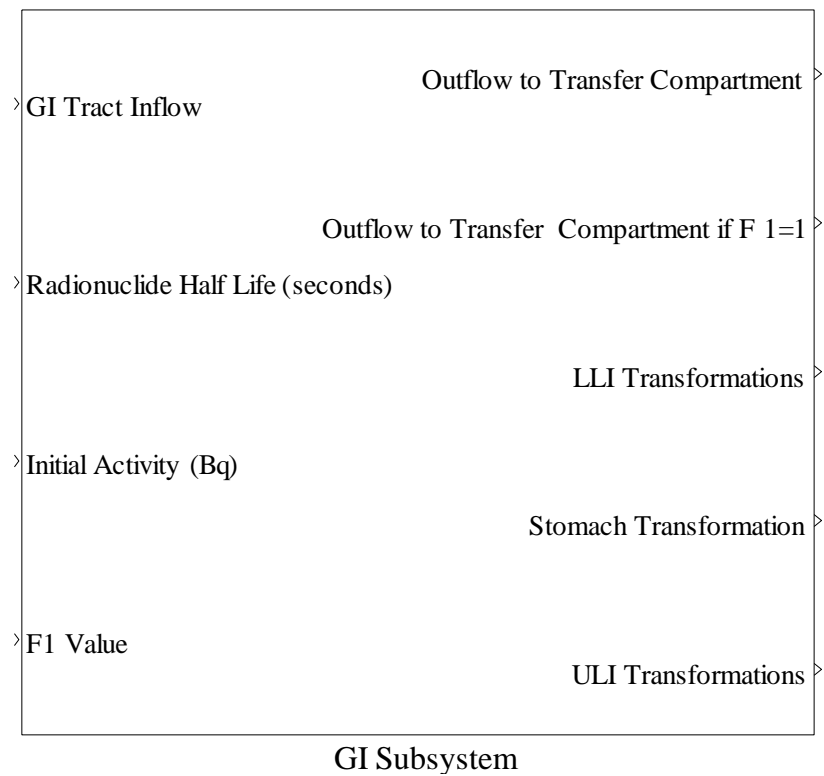 GI Tract Inflow
Radionuclide Half Life (seconds)
Initial Activity (Bq)
F1 Value
Outflow to Transfer Compartment
Outflow to Transfer Compartment if F 1=1
LLI Transformations
Stomach Transformation
ULI Transformations
GI Subsystem